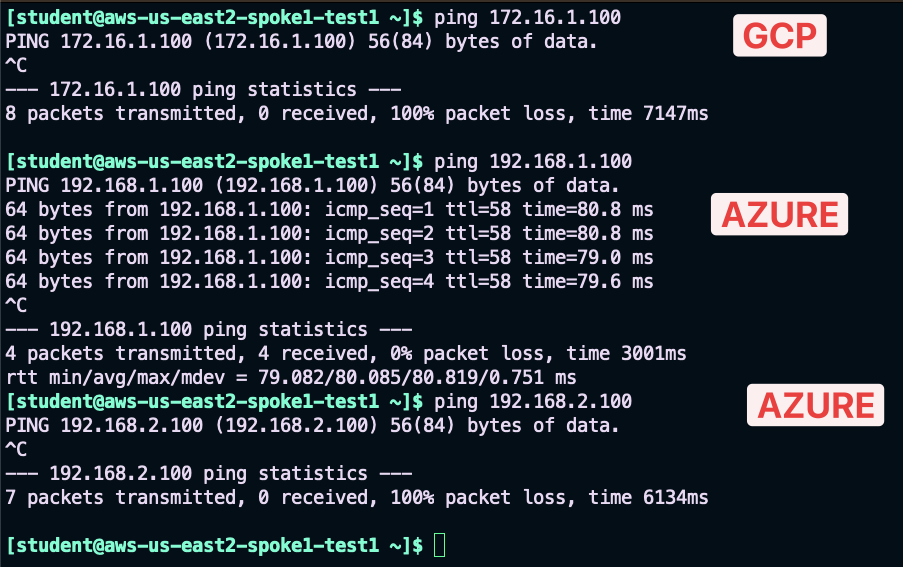 [student@aws-us-east2-spoke1-test1 ~]$ ping 172.16.1.100
GCP
PING 172.16.1.100 (172.16.1.100) 56(84) bytes of data.
^C
--- 172.16.1.100 ping statistics ---
8 packets transmitted, 0 received, 100% packet loss, time 7147ms
[student@aws-us-east2-spoke1-test1 ~]$ ping 192.168.1.100
PING 192.168.1.100 (192.168.1.100) 56(84) bytes of data.
64 bytes from 192.168.1.100: icmp_seq=1 ttl=58 time=80.8 ms
AZURE
64 bytes from 192.168.1.100: icmp_seq=2 ttl=58 time=80.8 ms
64 bytes from 192.168.1.100: icmp_seq=3 ttl=58 time=79.0 ms
64 bytes from 192.168.1.100: icmp_seq=4 ttl=58 time=79.6 ms
^C
--- 192.168.1.100 ping statistics ---
4 packets transmitted, 4 received, 0% packet loss, time 3001ms
rtt min/avg/max/mdev = 79.082/80.085/80.819/0.751 ms
[student@aws-us-east2-spoke1-test1 ~]$ ping 192.168.2.100
AZURE
PING 192.168.2.100 (192.168.2.100) 56(84) bytes of data.
^C
--- 192.168.2.100 ping statistics ---
7 packets transmitted, 0 received, 100% packet loss, time 6134ms
[student@aws-us-east2-spoke1-test1 ~]$